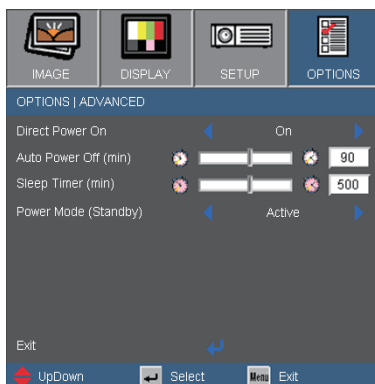 IMAGE DISPLAY SETUP OPTIONS
OPTIONS | ADVANCED
Direct Power On On
Auto Power Off (min) 90
Sleep Timer (min) 500
Power Mode (Standby) Active
Exit
UpDown Select Menu Exit